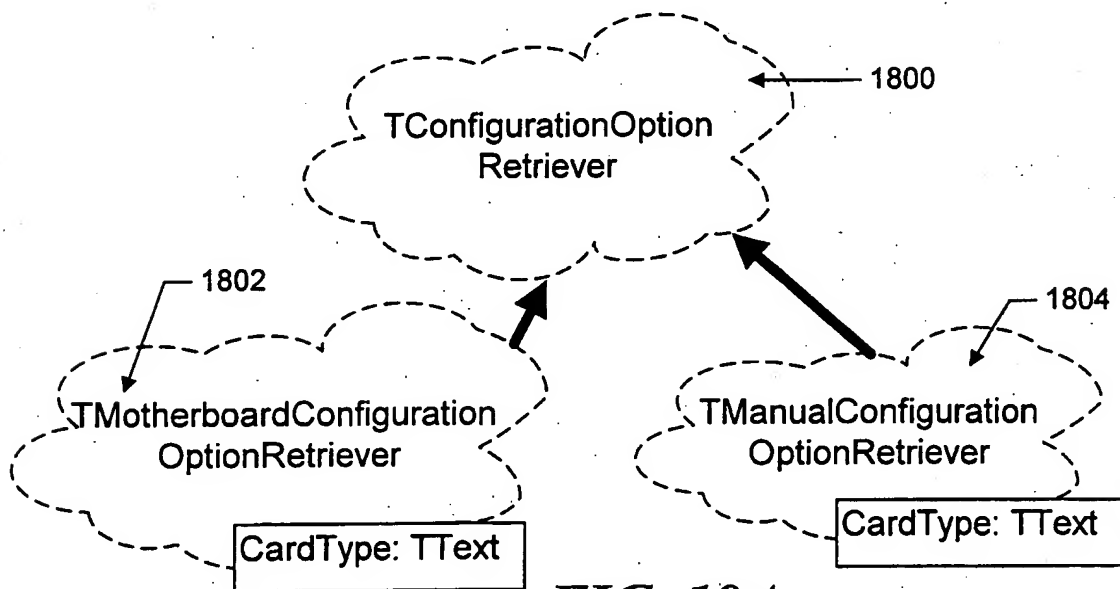 1800
TConfigurationOption
Retriever
1802
1804
TMotherboardConfiguration
OptionRetriever
TManualConfiguration
OptionRetriever
CardType: TText
CardType: TText